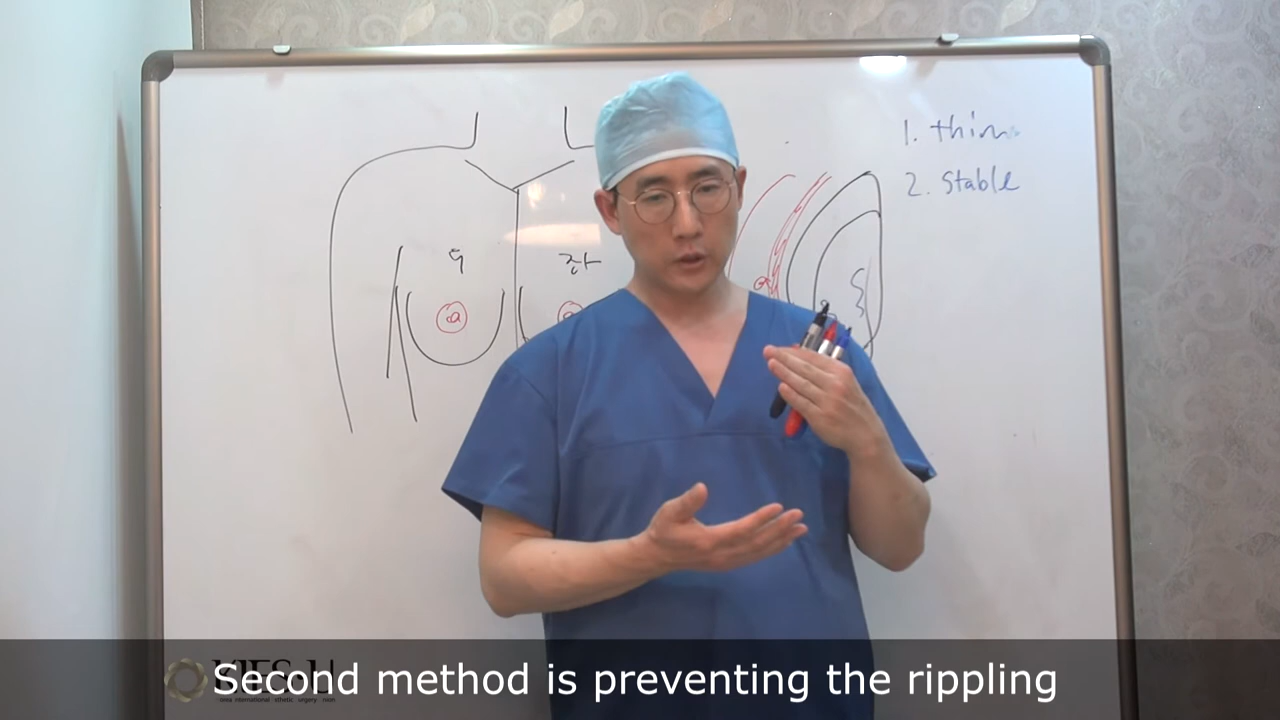 1. thin
2. Stable
우
좌
a
a
a
Second method is preventing the rippling